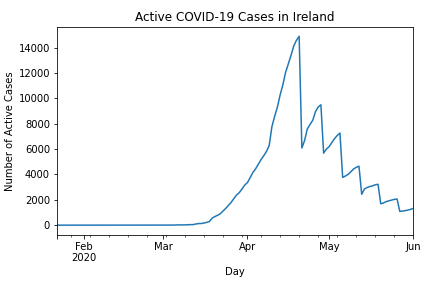 Active COVID-19 Cases in Ireland
Number of Active Cases
14000
12000
10000
8000
6000
4000
2000
0
Feb
2020
Mar
Apr
May
Jun
Day